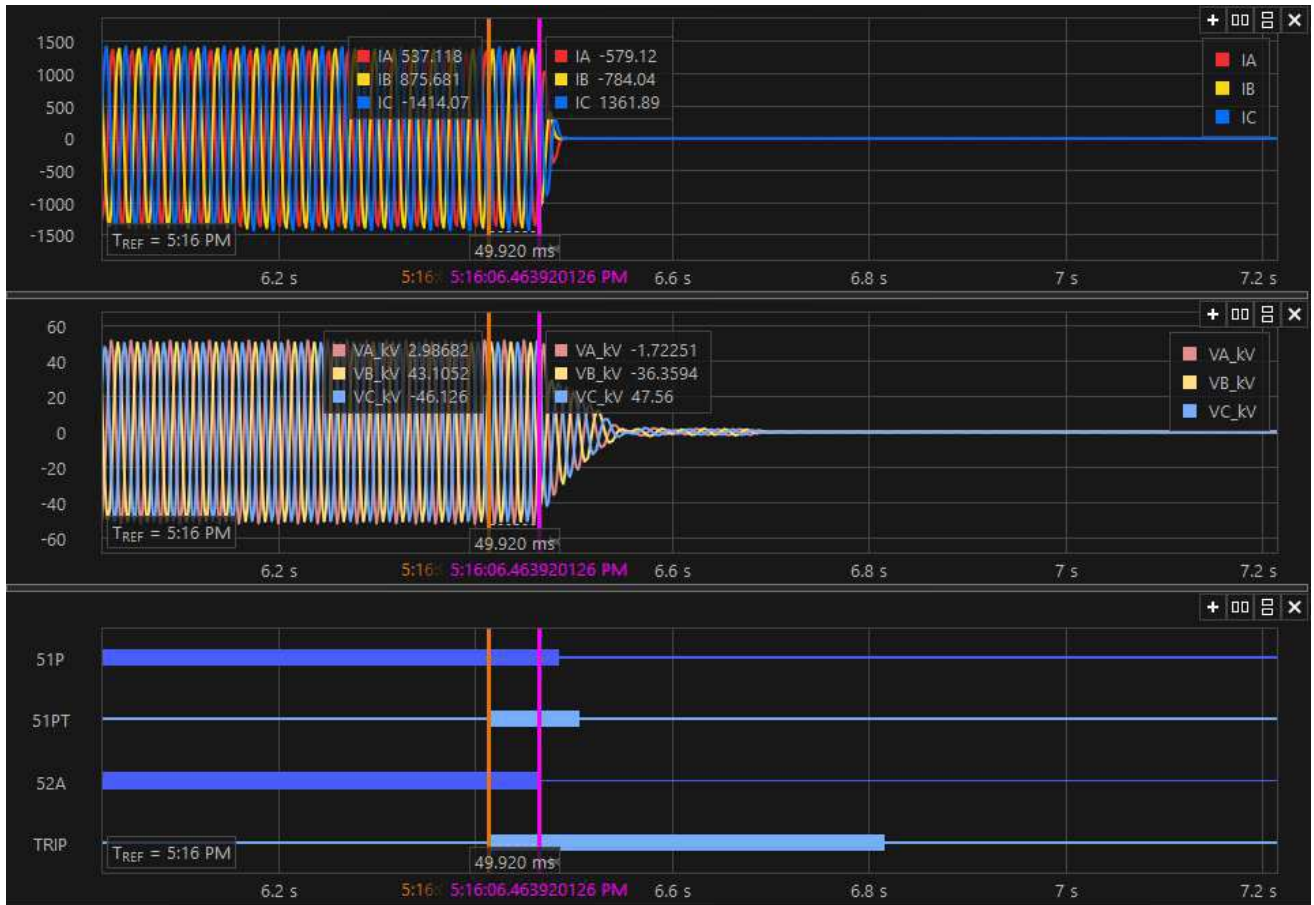 1500
1000
500
0
-500
-1000
-1500
IA 537.118
IB 875.681
IC -1414.07
IA -579.12
IB -784.04
IC 1361.89
IA
IB
IC
TREF = 5:16 PM
49.920 ms
6.2 s 5:16: 5:16:06.463920126 PM 6.6 s 6.8 s 7 s 7.2 s
60
40
20
0
-20
-40
-60
VA_kV 2.98682
VB_kV 43.1052
VC_kV -46.126
VA_kV -1.72251
VB_kV -36.3594
VC_kV 47.56
VA_kV
VB_kV
VC_kV
TREF = 5:16 PM
49.920 ms
6.2 s 5:16: 5:16:06.463920126 PM 6.6 s 6.8 s 7 s 7.2 s
51P
51PT
52A
TRIP
TREF = 5:16 PM
49.920 ms
6.2 s 5:16: 5:16:06.463920126 PM 6.6 s 6.8 s 7 s 7.2 s